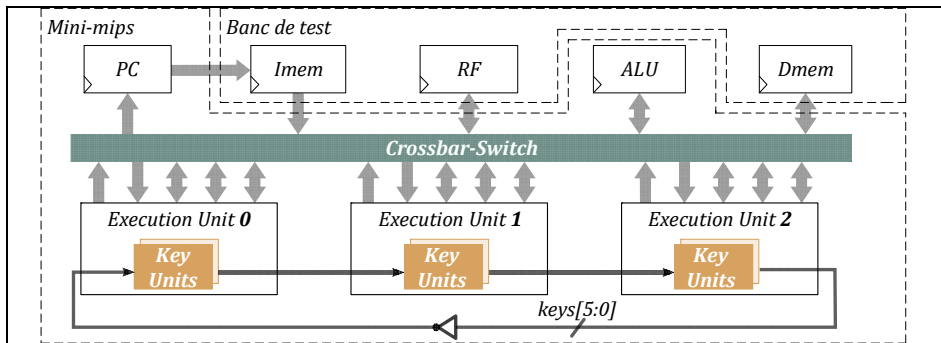 Mini-mips
Banc de test
PC
Imem
RF
ALU
Dmem
Crossbar-Switch
Execution Unit 0
Execution Unit 1
Execution Unit 2
Key
Units
Key
Units
Key
Units
keys[5:0]